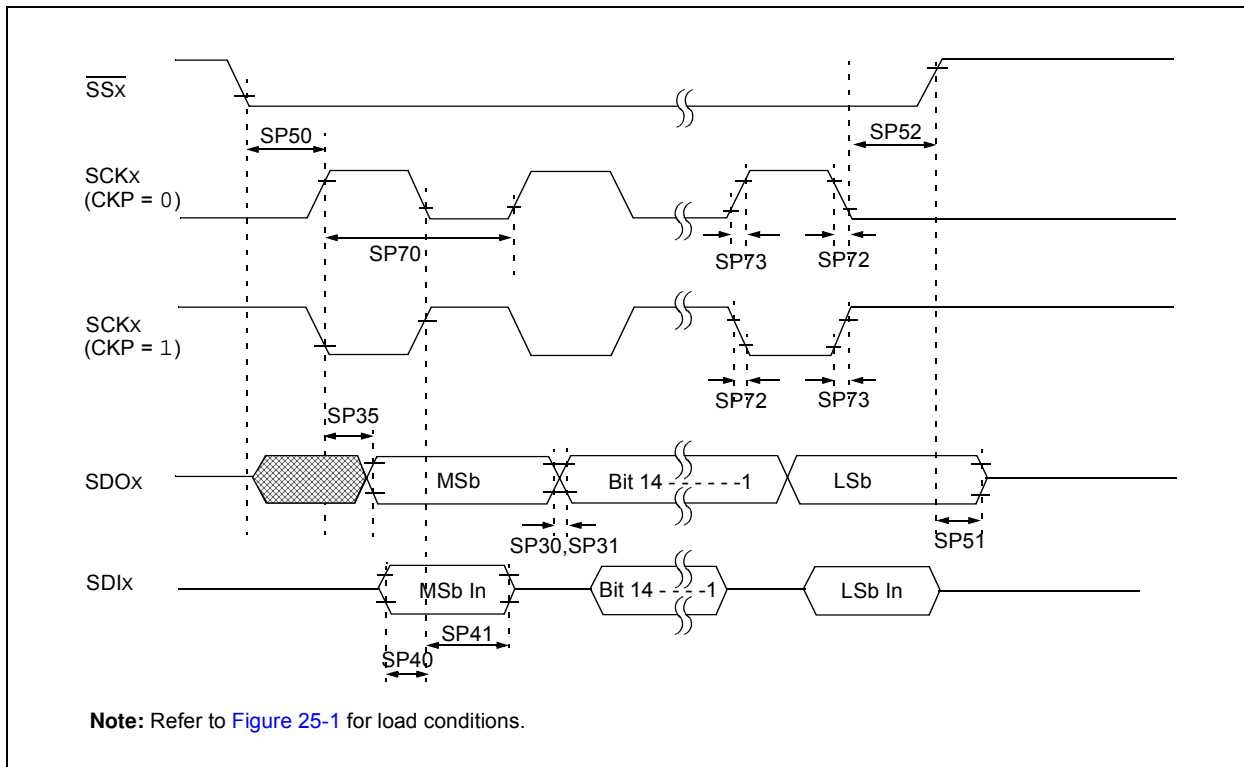 SSx
SP50
SP52
SCKx
(CKP = 0)
SP70
SP73
SP72
SCKx
(CKP = 1)
SP72
SP73
SP35
SDOx
MSb
Bit 14 - - - - - -1
LSb
SP30,SP31
SP51
SDIx
MSb In
Bit 14 - - - -1
LSb In
SP41
SP40
Note: Refer to Figure 25-1 for load conditions.